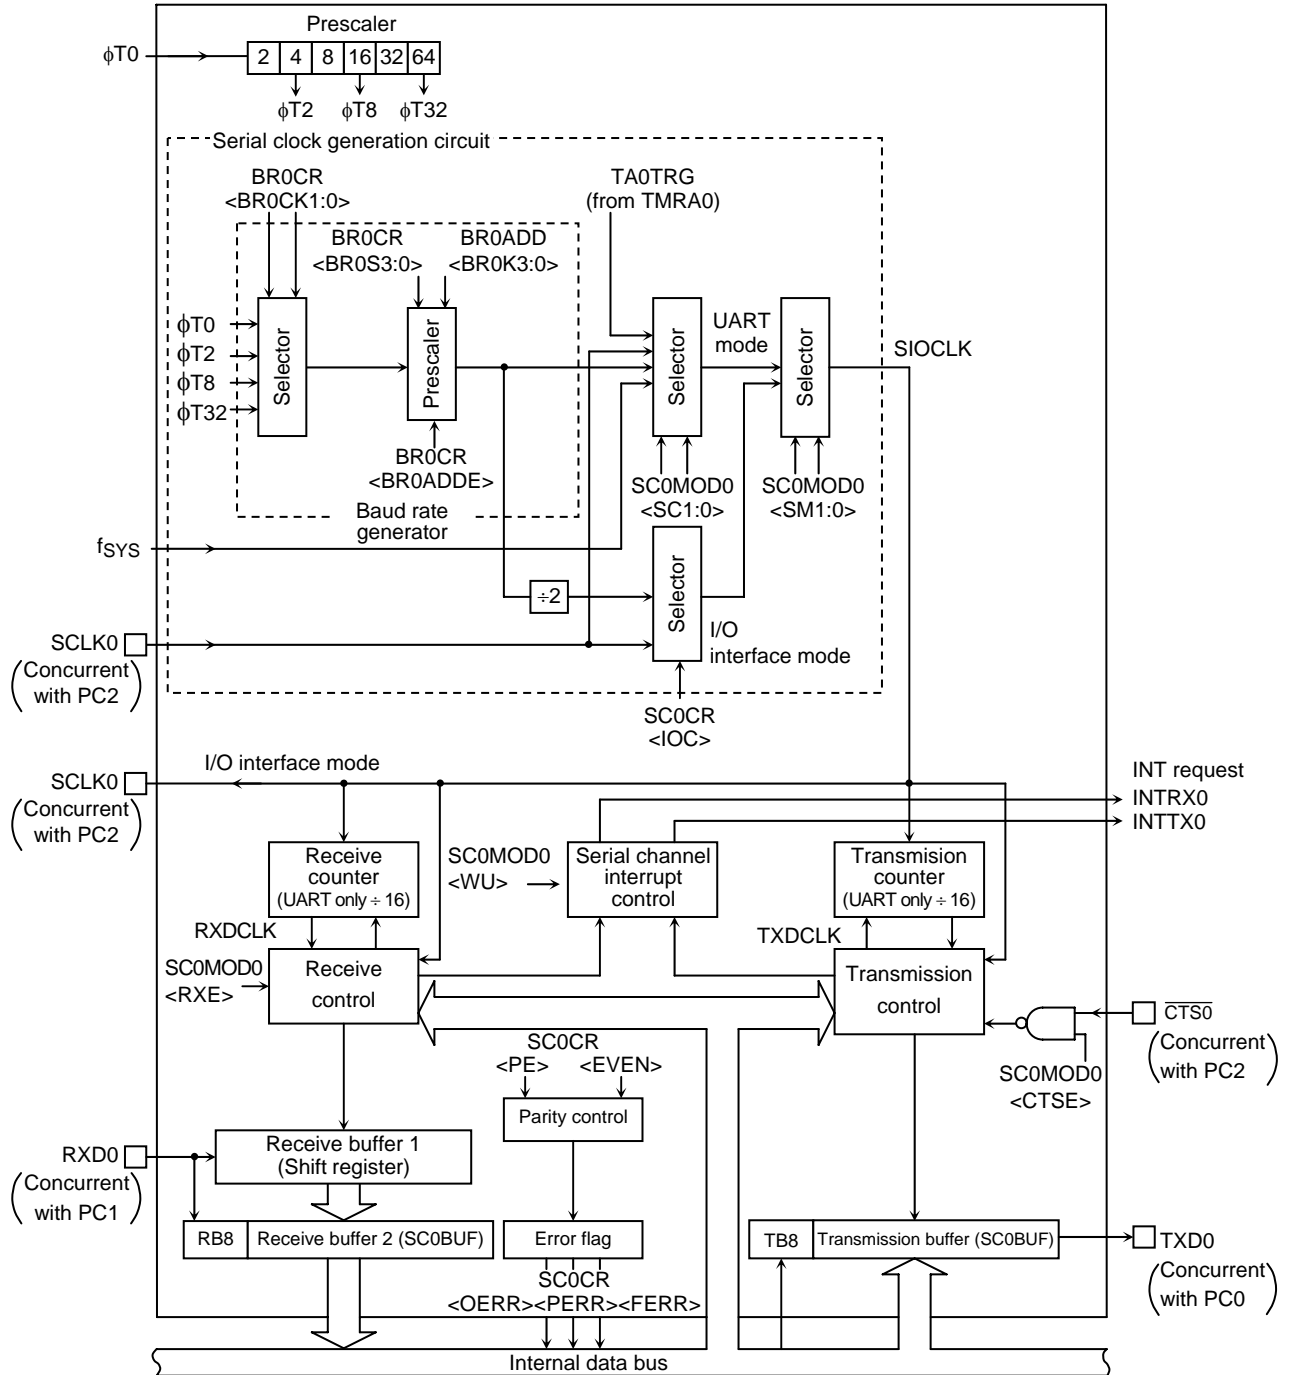 Prescaler
ϕT0
2 4 8 16 32 64
ϕT2 ϕT8 ϕT32
Serial clock generation circuit
BR0CR
<BR0CK1:0>
TA0TRG
(from TMRA0)
BR0CR
<BR0S3:0>
BR0ADD
<BR0K3:0>
ϕT0
ϕT2
ϕT8
ϕT32
Selector
Prescaler
Selector
UART
mode
Selector
SIOCLK
BR0CR
<BR0ADDE>
SC0MOD0
<SC1:0>
SC0MOD0
<SM1:0>
Baud rate
generator
fSYS
÷2
Selector
I/O
interface mode
SCLK0
(Concurrent
with PC2)
SC0CR
<IOC>
I/O interface mode
SCLK0
(Concurrent
with PC2)
INT request
INTRX0
INTTX0
Receive
counter
(UART only ÷ 16)
SC0MOD0
<WU>
Serial channel
interrupt
control
Transmision
counter
(UART only ÷ 16)
RXDCLK
TXDCLK
SC0MOD0
<RXE>
Receive
control
Transmission
control
CTS0
(Concurrent
with PC2)
SC0MOD0
<CTSE>
SC0CR
<PE> <EVEN>
Parity control
RXD0
(Concurrent
with PC1)
Receive buffer 1
(Shift register)
RB8 Receive buffer 2 (SC0BUF)
Error flag
TB8 Transmission buffer (SC0BUF)
TXD0
(Concurrent
with PC0)
SC0CR
<OERR><PERR><FERR>
Internal data bus